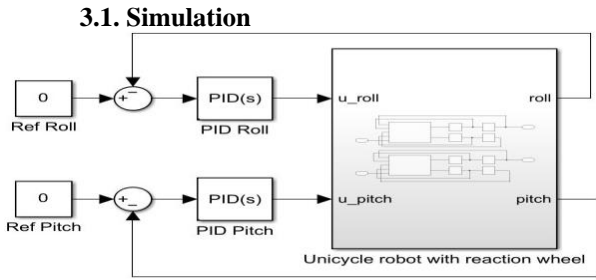 3.1. Simulation
0
+
−
PID(s)
u_roll
roll
Ref Roll
PID Roll
0
+
−
PID(s)
u_pitch
pitch
Ref Pitch
PID Pitch
Unicycle robot with reaction wheel